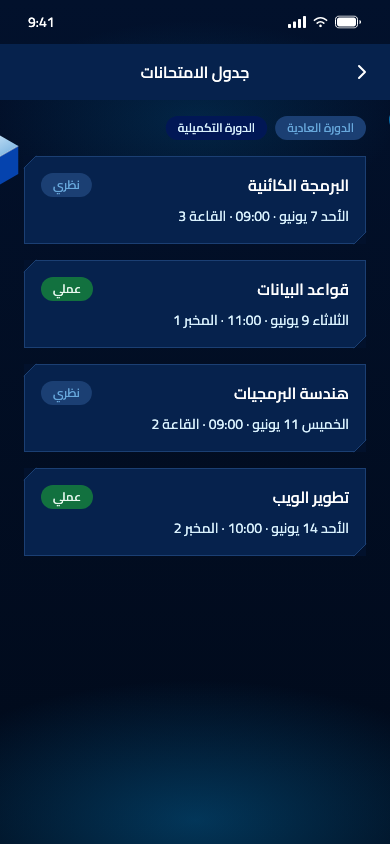 9:41
جدول الامتحانات
الدورة العادية
الدورة التكميلية
البرمجة الكائنية
نظري
الأحد 7 يونيو · 09:00 · القاعة 3
قواعد البيانات
عملي
الثلاثاء 9 يونيو · 11:00 · المخبر 1
هندسة البرمجيات
نظري
الخميس 11 يونيو · 09:00 · القاعة 2
تطوير الويب
عملي
الأحد 14 يونيو · 10:00 · المخبر 2